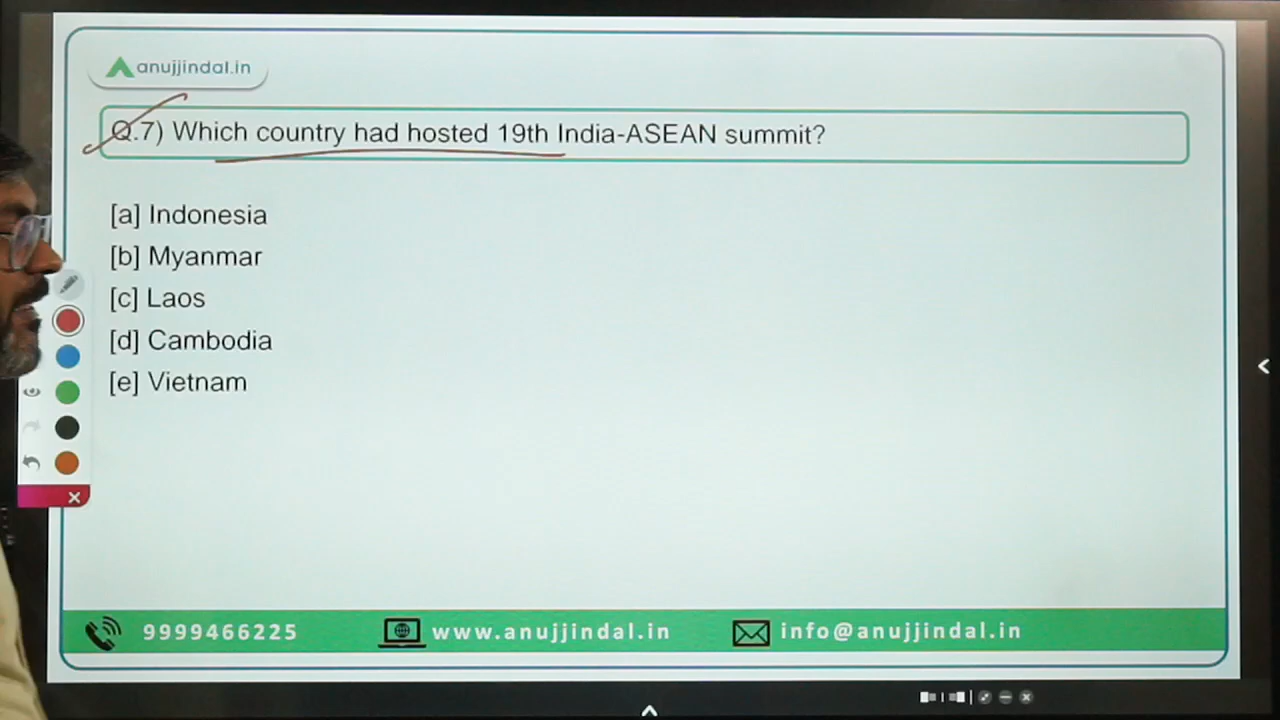 anujjindal.in
Q.7) Which country had hosted 19th India-ASEAN summit?
[a] Indonesia
[b] Myanmar
[c] Laos
[d] Cambodia
[e] Vietnam
9999466225 www.anujjindal.in info@anujjindal.in